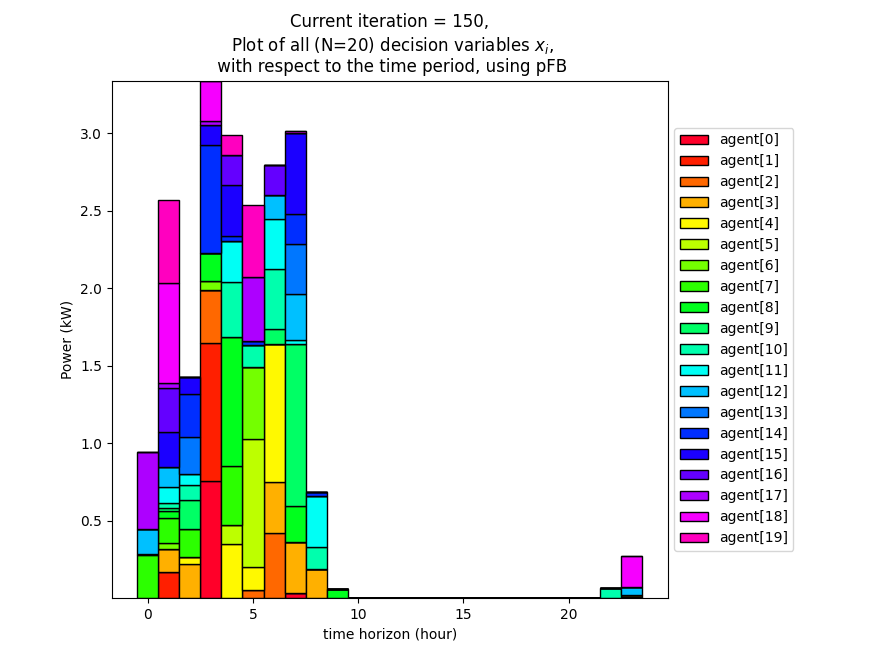 Current iteration = 150,
Plot of all (N=20) decision variables xᵢ,
with respect to the time period, using pFB
3.0
2.5
2.0
1.5
1.0
0.5
Power (kW)
0 5 10 15 20
time horizon (hour)
agent[0]
agent[1]
agent[2]
agent[3]
agent[4]
agent[5]
agent[6]
agent[7]
agent[8]
agent[9]
agent[10]
agent[11]
agent[12]
agent[13]
agent[14]
agent[15]
agent[16]
agent[17]
agent[18]
agent[19]